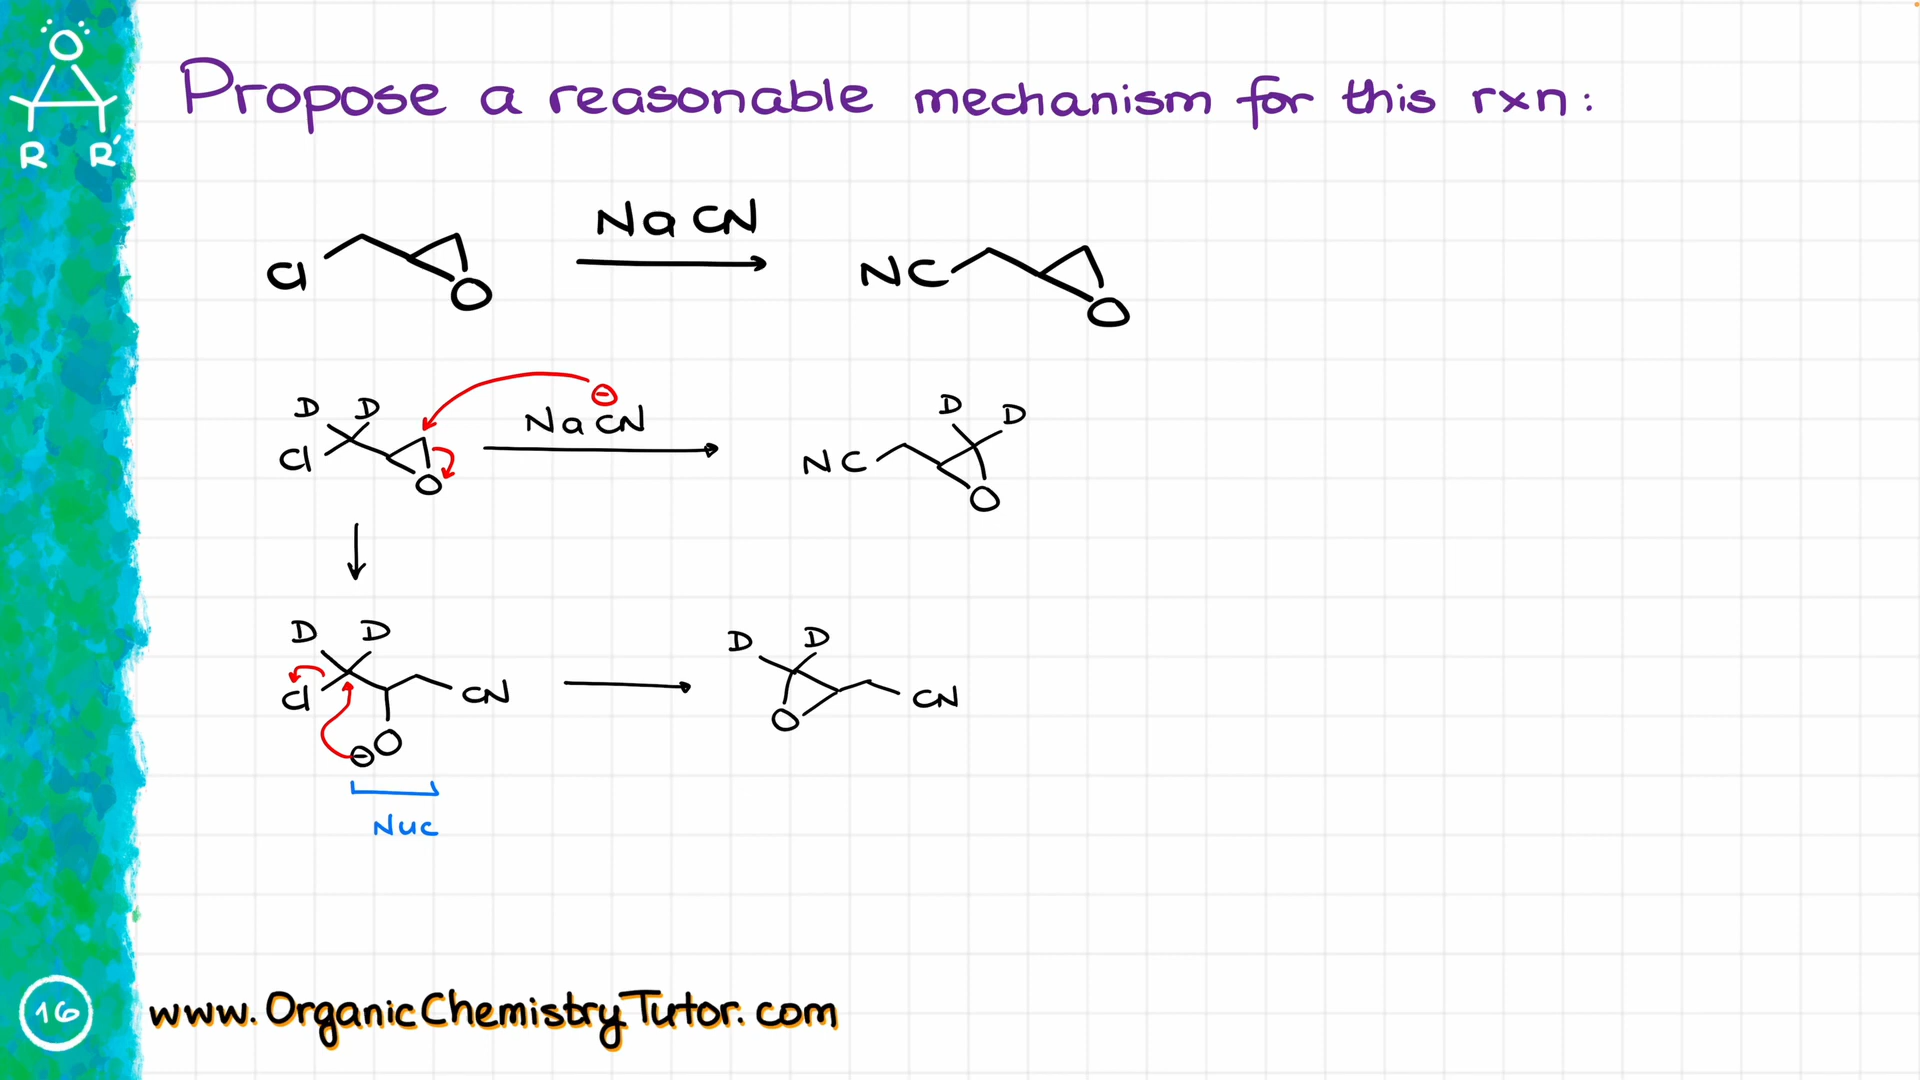 Ö
R R'
Propose a reasonable mechanism for this rxn:
NaCN
Cl O NC O
D D ⊖ D D
NaCN
Cl O NC O
D D D D
Cl CN O CN
⊖O
Nuc
16 www.OrganicChemistryTutor.com